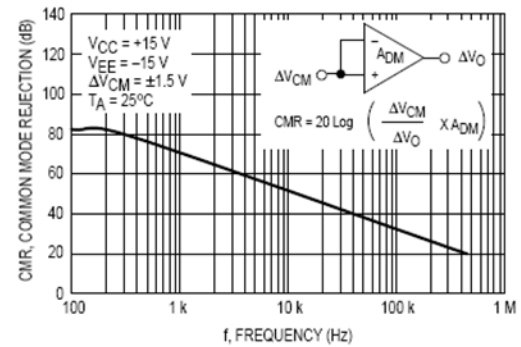 CMR, COMMON MODE REJECTION (dB)
140
120
100
80
60
40
20
0
VCC = +15 V
VEE = –15 V
ΔVCM = ±1.5 V
TA = 25°C
–
ADM
+
ΔVCM
ΔVO
CMR = 20 Log ( ΔVCM / ΔVO X ADM )
100
1 k
10 k
100 k
1 M
f, FREQUENCY (Hz)